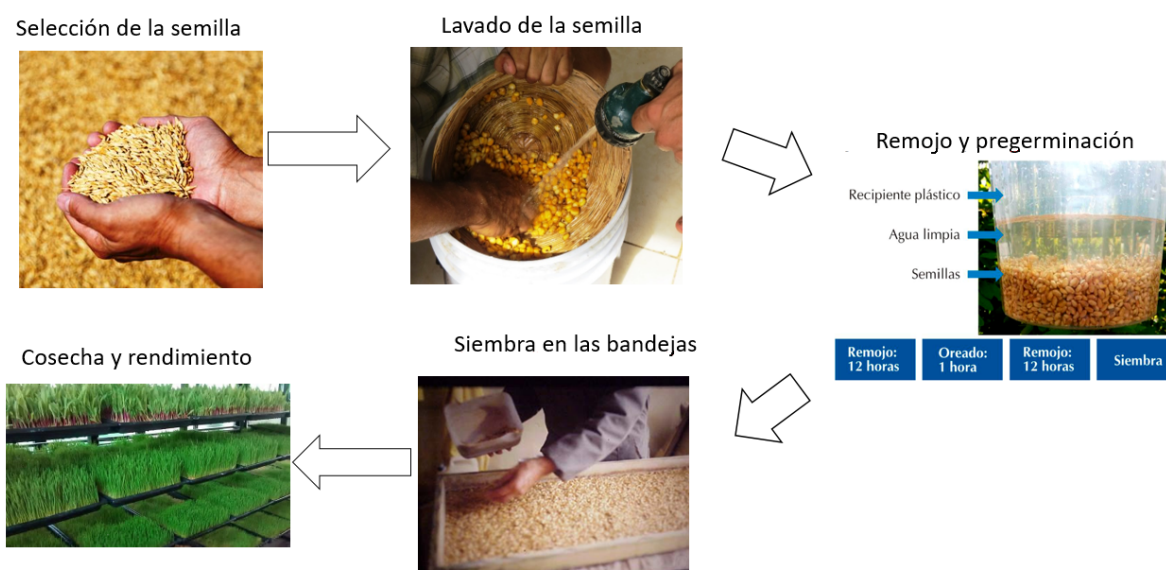 Selección de la semilla
Lavado de la semilla
Remojo y pregerminación
Recipiente plástico
Agua limpia
Semillas
Remojo:
12 horas
Oreado:
1 hora
Remojo:
12 horas
Siembra
Siembra en las bandejas
Cosecha y rendimiento